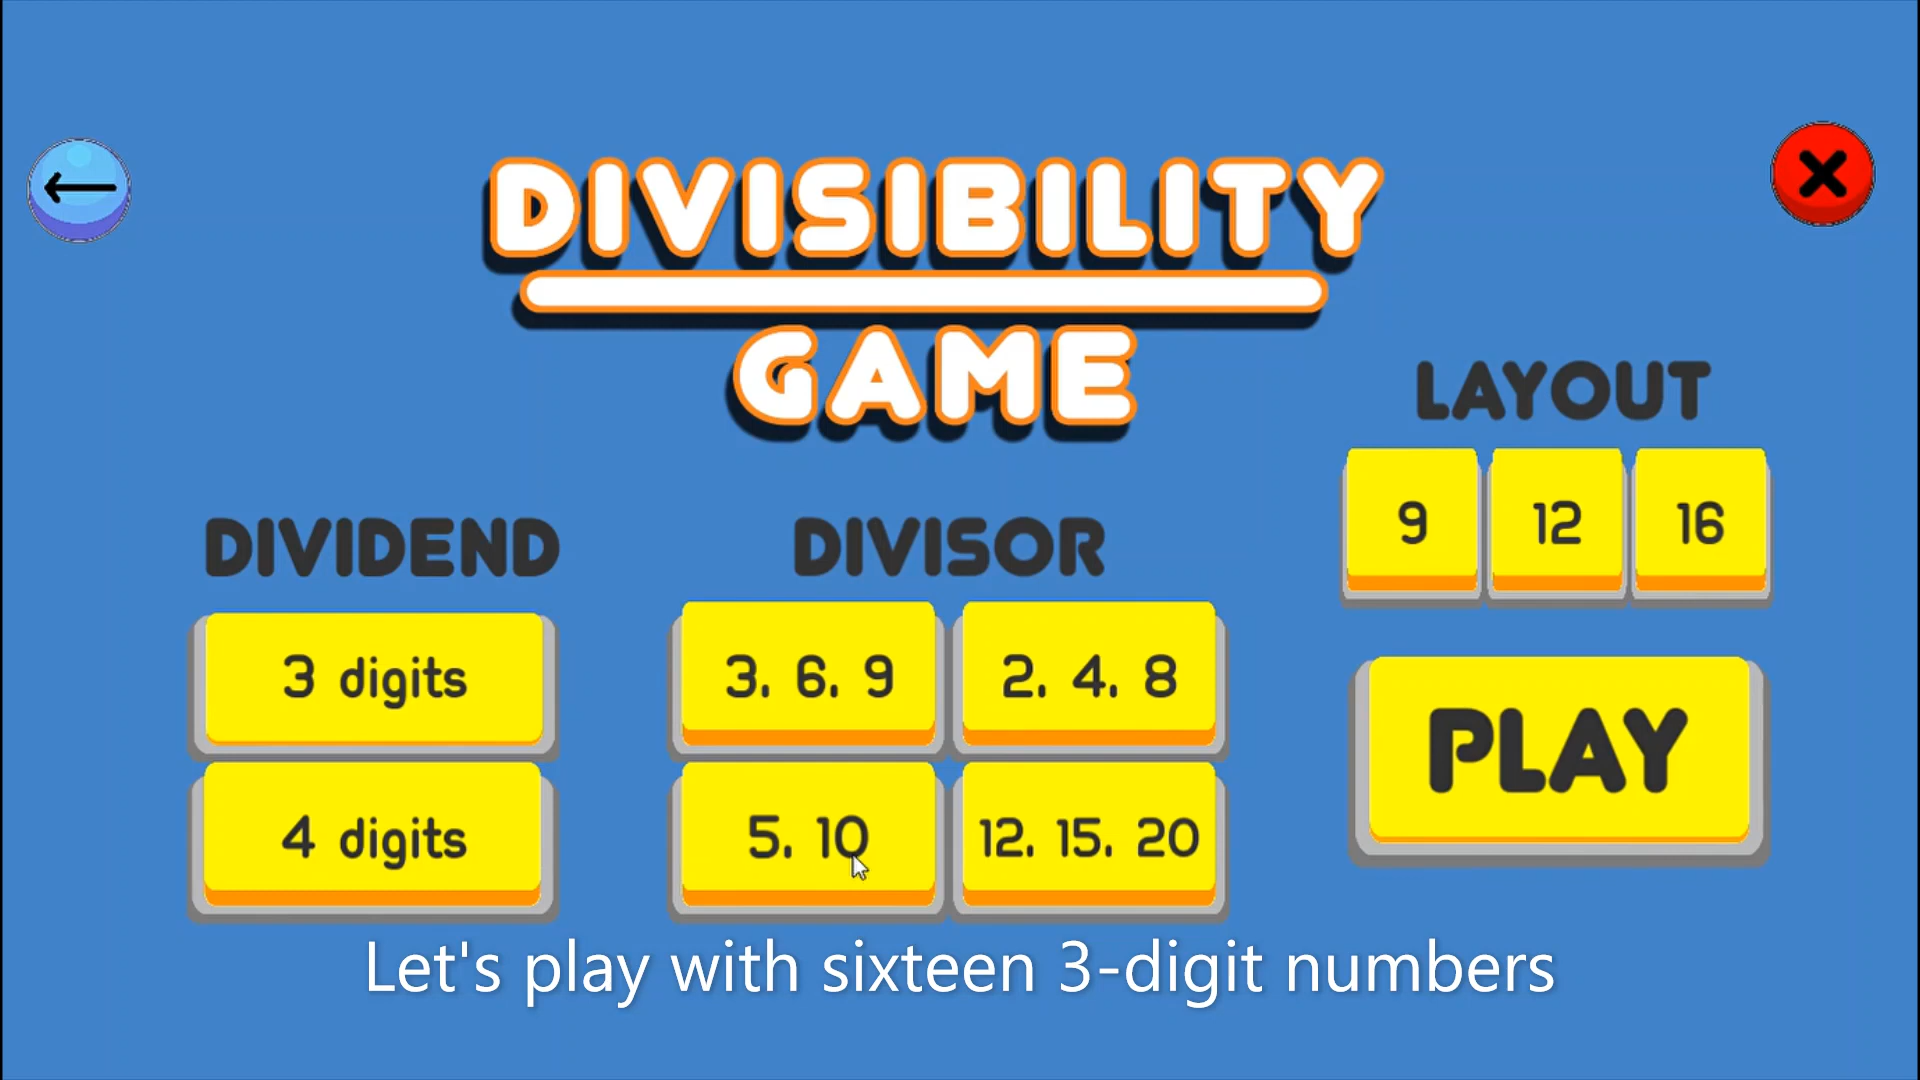 DIVISIBILITY
GAME
LAYOUT
9 12 16
DIVIDEND
DIVISOR
3 digits
4 digits
3. 6. 9
2. 4. 8
5. 10
12. 15. 20
PLAY
Let's play with sixteen 3-digit numbers